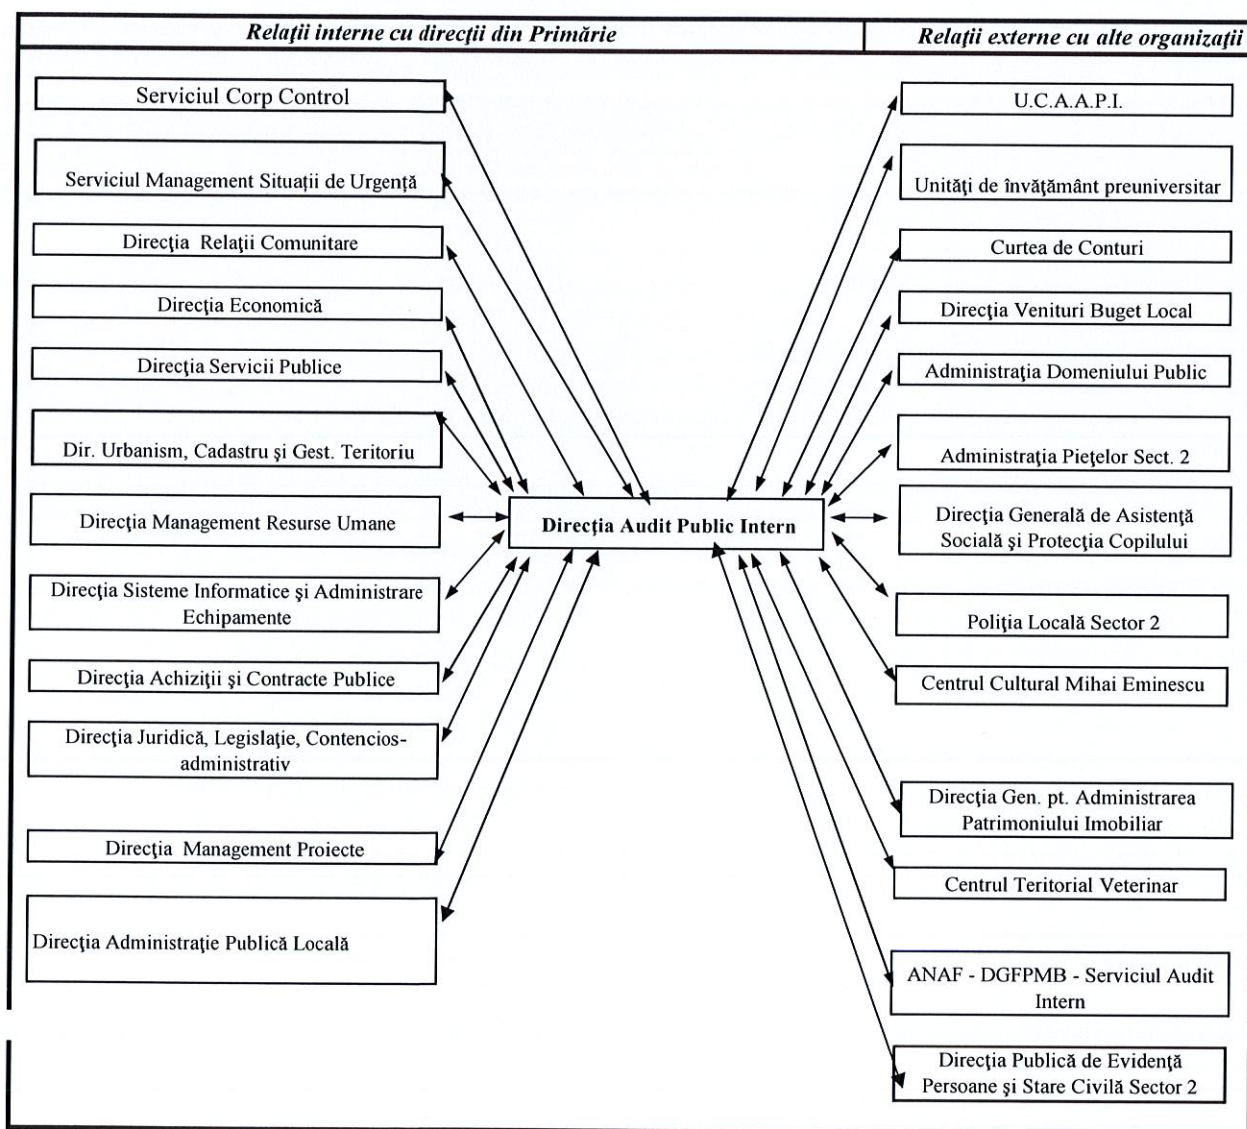 Relaţii interne cu direcţii din Primărie
Relaţii externe cu alte organizaţii
Serviciul Corp Control
Serviciul Management Situaţii de Urgenţă
Direcţia Relaţii Comunitare
Direcţia Economică
Direcţia Servicii Publice
Dir. Urbanism, Cadastru şi Gest. Teritoriu
Direcţia Management Resurse Umane
Direcţia Sisteme Informatice şi Administrare
Echipamente
Direcţia Achiziţii şi Contracte Publice
Direcţia Juridică, Legislaţie, Contencios-
administrativ
Direcţia Management Proiecte
Direcţia Administraţie Publică Locală
Direcţia Audit Public Intern
U.C.A.A.P.I.
Unităţi de învăţământ preuniversitar
Curtea de Conturi
Direcţia Venituri Buget Local
Administraţia Domeniului Public
Administraţia Pieţelor Sect. 2
Direcţia Generală de Asistenţă
Socială şi Protecţia Copilului
Poliţia Locală Sector 2
Centrul Cultural Mihai Eminescu
Direcţia Gen. pt. Administrarea
Patrimoniului Imobiliar
Centrul Teritorial Veterinar
ANAF - DGFPMB - Serviciul Audit
Intern
Direcţia Publică de Evidenţă
Persoane şi Stare Civilă Sector 2